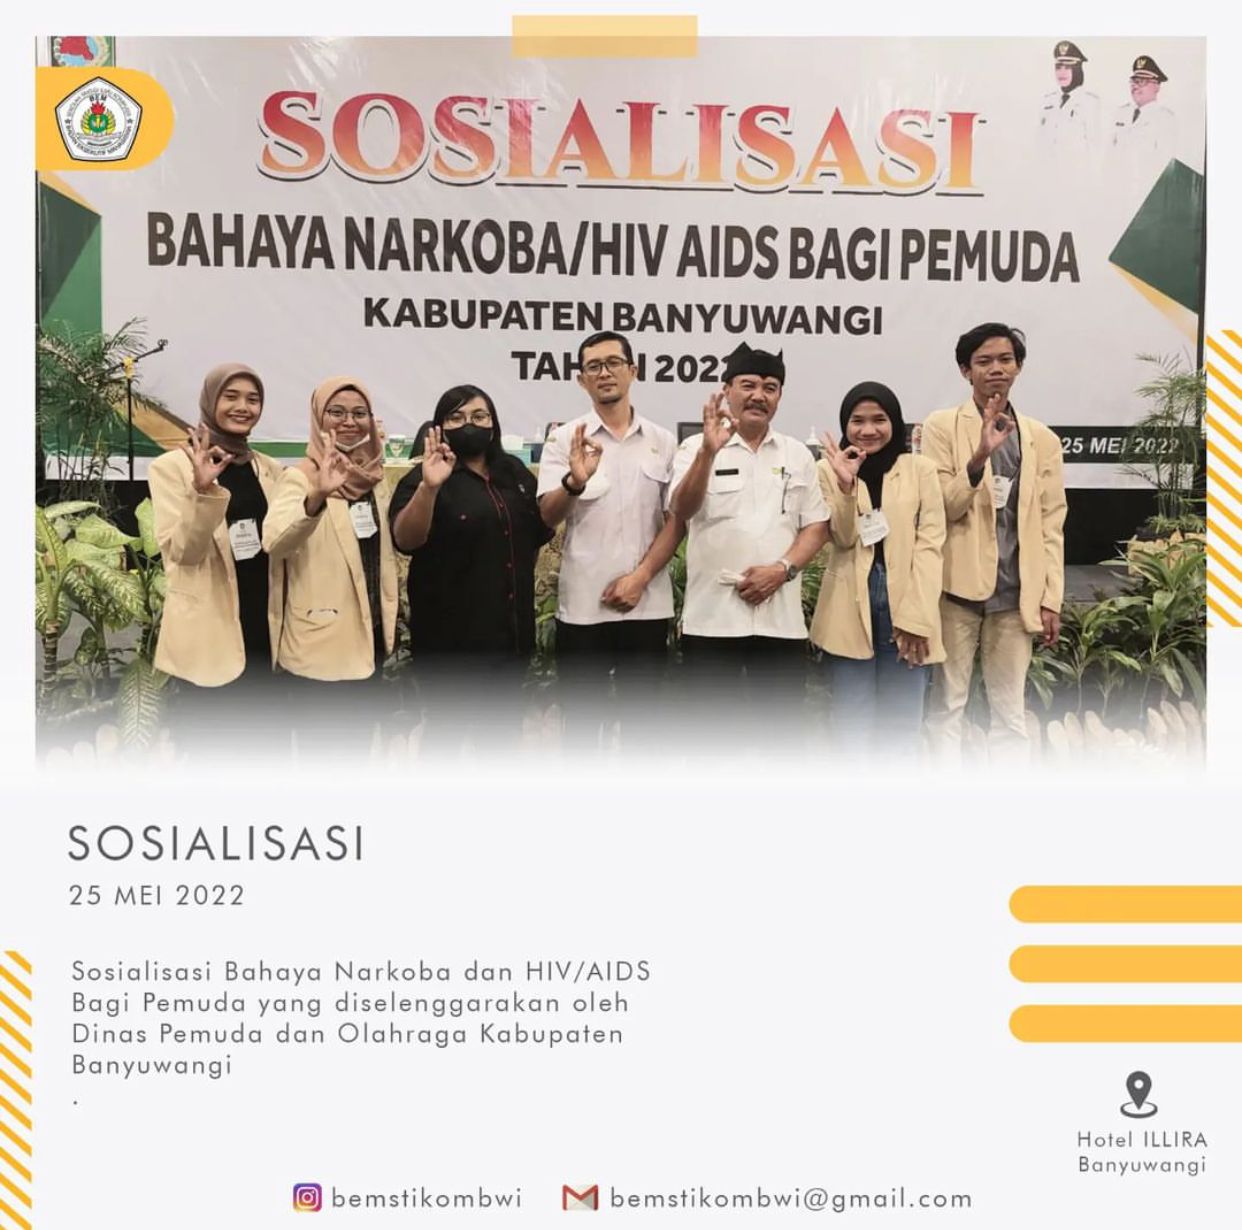 BEM
SOSIALISASI
BAHAYA NARKOBA/HIV AIDS BAGI PEMUDA
KABUPATEN BANYUWANGI
2022
25 MEI 2022
SOSIALISASI
25 MEI 2022
Sosialisasi Bahaya Narkoba dan HIV/AIDS
Bagi Pemuda yang diselenggarakan oleh
Dinas Pemuda dan Olahraga Kabupaten
Banyuwangi
.
Hotel ILLIRA
Banyuwangi
bemstikombwi
bemstikombwi@gmail.com